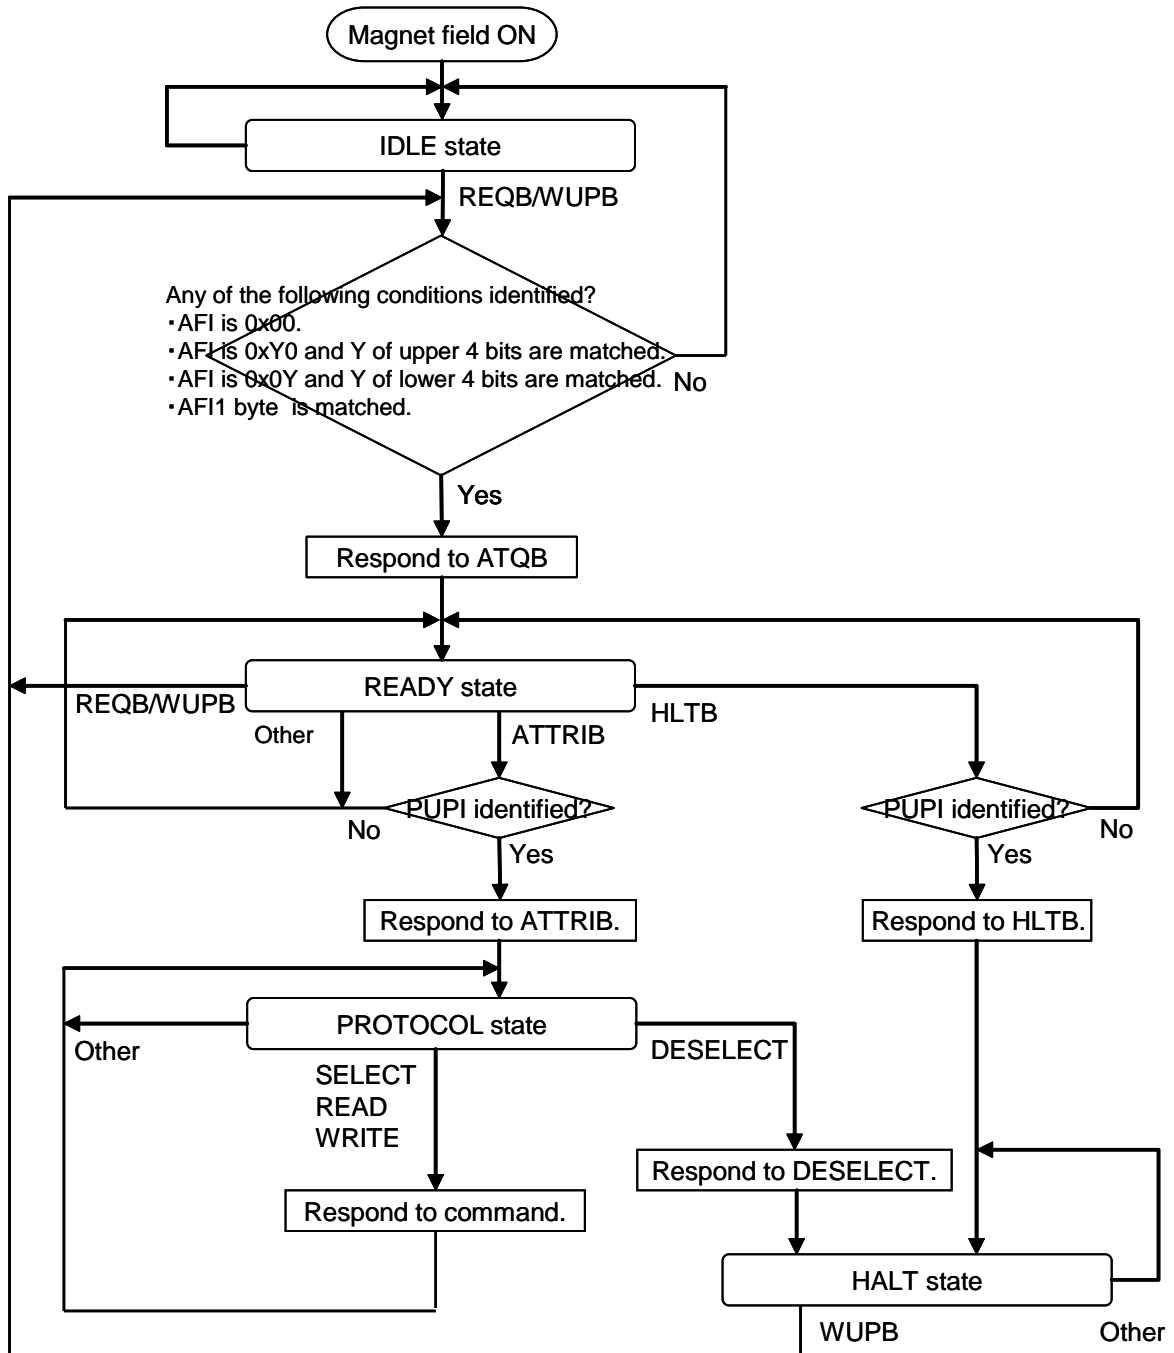 Magnet field ON
IDLE state
REQB/WUPB
Any of the following conditions identified?
・AFI is 0x00.
・AFI is 0xY0 and Y of upper 4 bits are matched.
・AFI is 0x0Y and Y of lower 4 bits are matched.
・AFI1 byte is matched.
No
Yes
Respond to ATQB
READY state
REQB/WUPB
Other
ATTRIB
HLTB
PUPI identified?
No
Yes
PUPI identified?
No
Yes
Respond to ATTRIB.
Respond to HLTB.
PROTOCOL state
Other
SELECT
READ
WRITE
DESELECT
Respond to DESELECT.
Respond to command.
HALT state
WUPB
Other